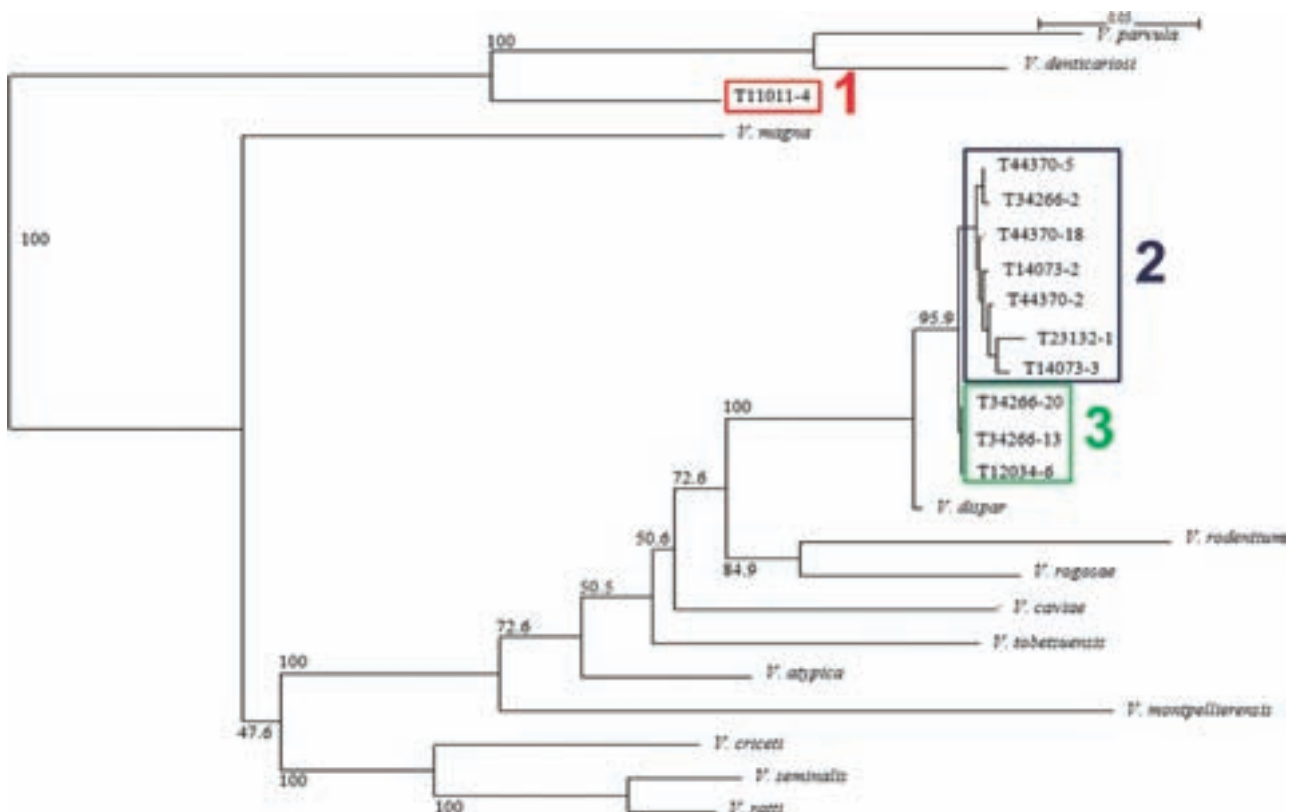 0.05
V. parvula
100
V. denticariosi
T11011-4
1
V. magna
T44370-5
T34266-2
100
T44370-18
2
T14073-2
T44370-2
95.9
T23132-1
T14073-3
T34266-20
100
3
T34266-13
T12034-6
72.6
V. dispar
50.6
V. rodentium
84.9
V. rogosae
50.5
V. caviae
72.6
V. tobetsuensis
100
V. atypica
V. montpellierensis
47.6
V. criceti
100
V. seminalis
100
V. ratti